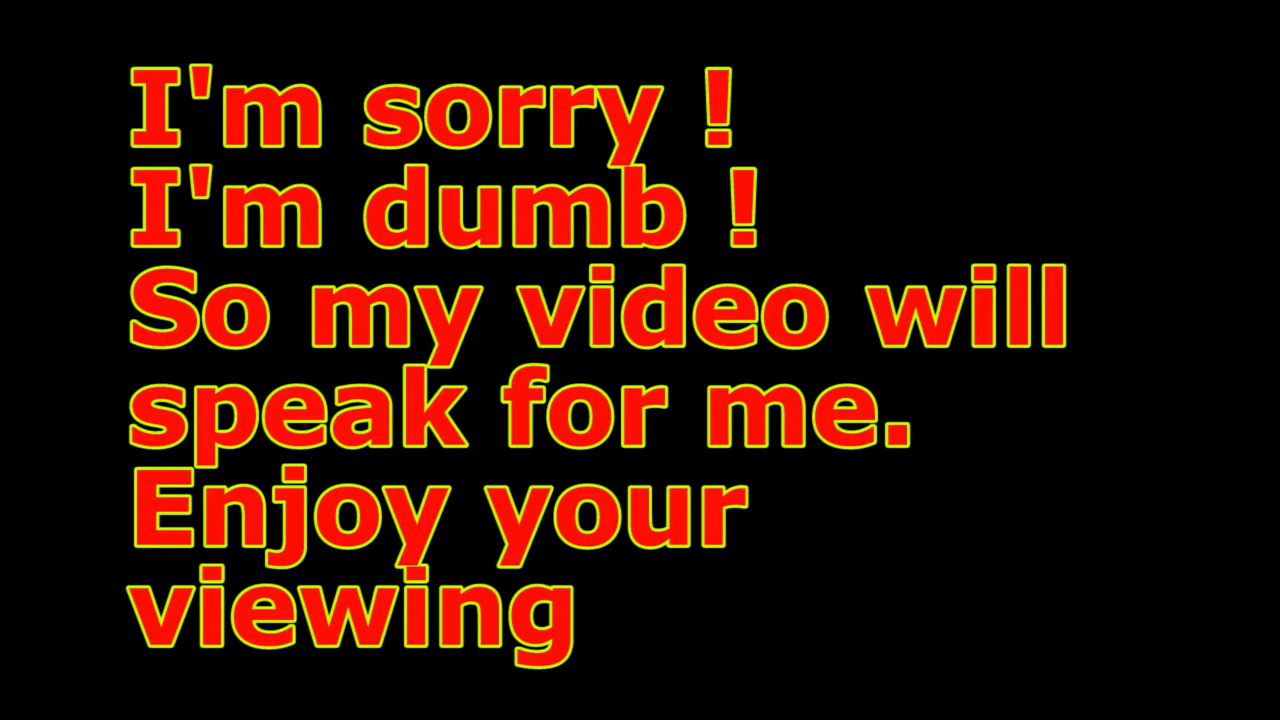 I'm sorry !
I'm dumb !
So my video will
speak for me.
Enjoy your
viewing